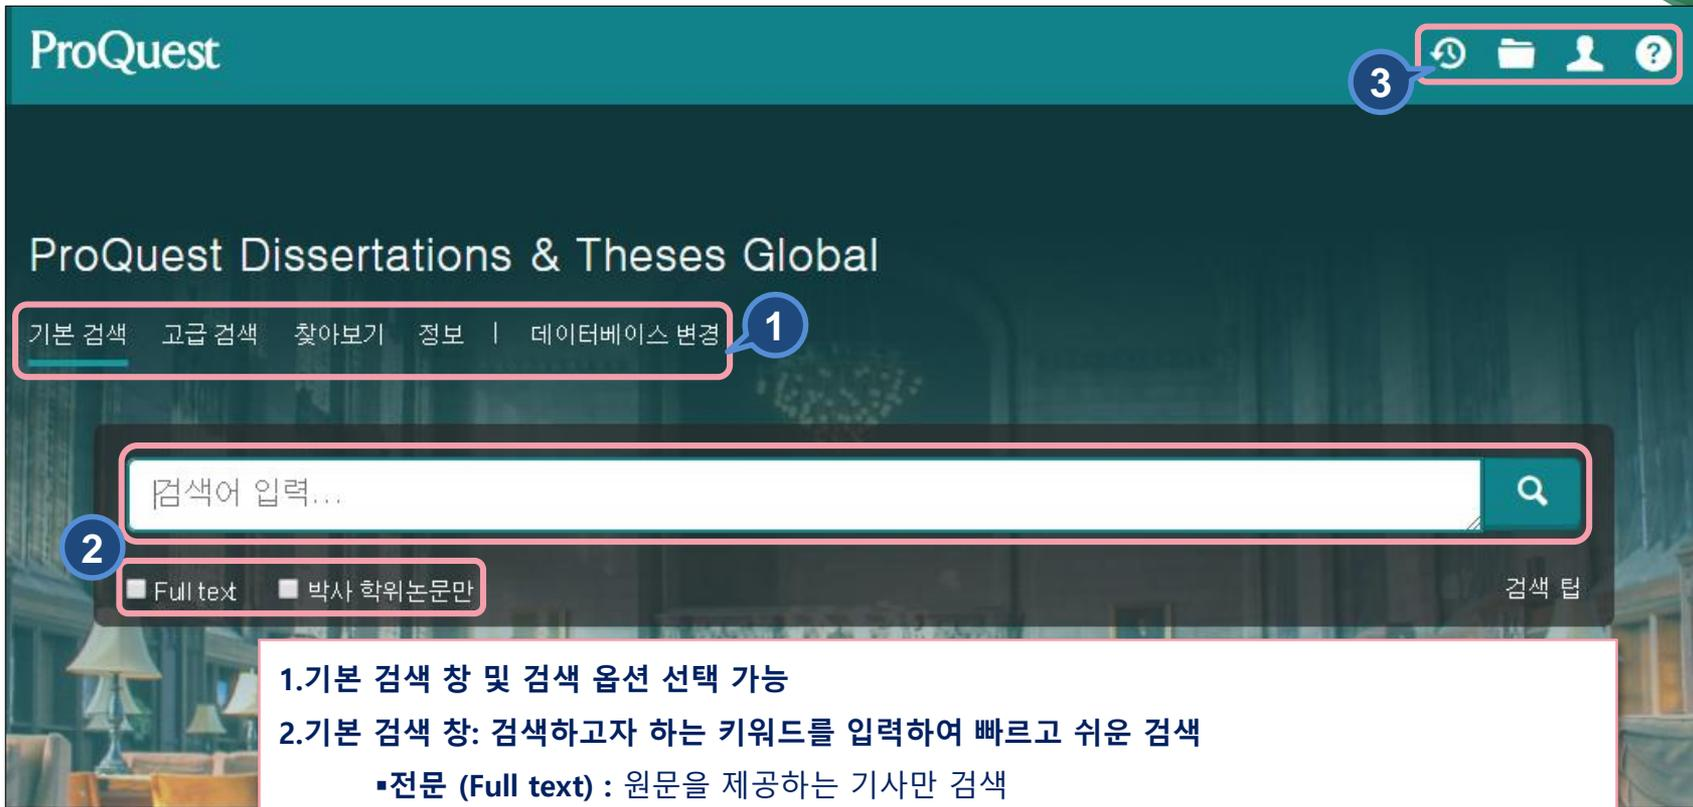 ProQuest
3
ProQuest Dissertations & Theses Global
기본 검색 고급 검색 찾아보기 정보 | 데이터베이스 변경
1
검색어 입력...
2
Full text 박사 학위논문만
검색 팁
1.기본 검색 창 및 검색 옵션 선택 가능
2.기본 검색 창: 검색하고자 하는 키워드를 입력하여 빠르고 쉬운 검색
▪전문 (Full text) : 원문을 제공하는 기사만 검색